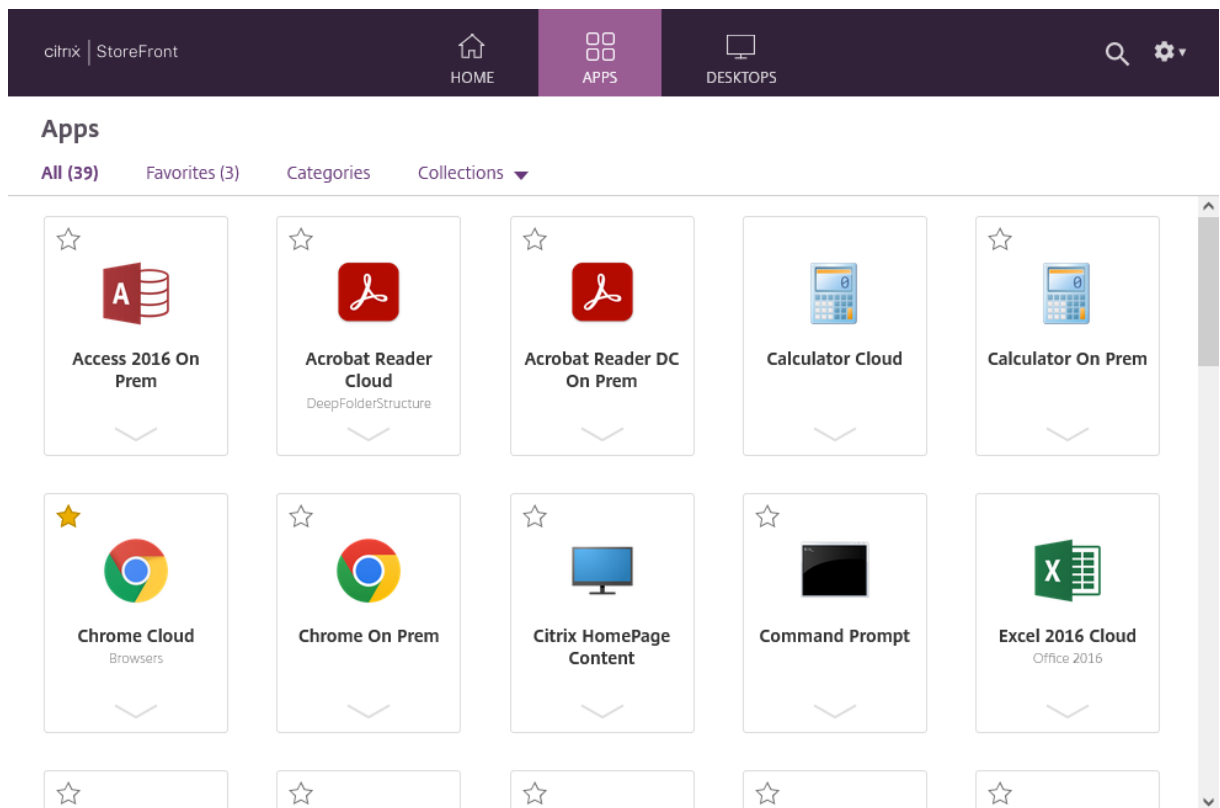 citrix | StoreFront
HOME
APPS
DESKTOPS
Apps
All (39) Favorites (3) Categories Collections
Access 2016 On
Prem
Acrobat Reader
Cloud
DeepFolderStructure
Acrobat Reader DC
On Prem
Calculator Cloud
Calculator On Prem
Chrome Cloud
Browsers
Chrome On Prem
Citrix HomePage
Content
Command Prompt
Excel 2016 Cloud
Office 2016